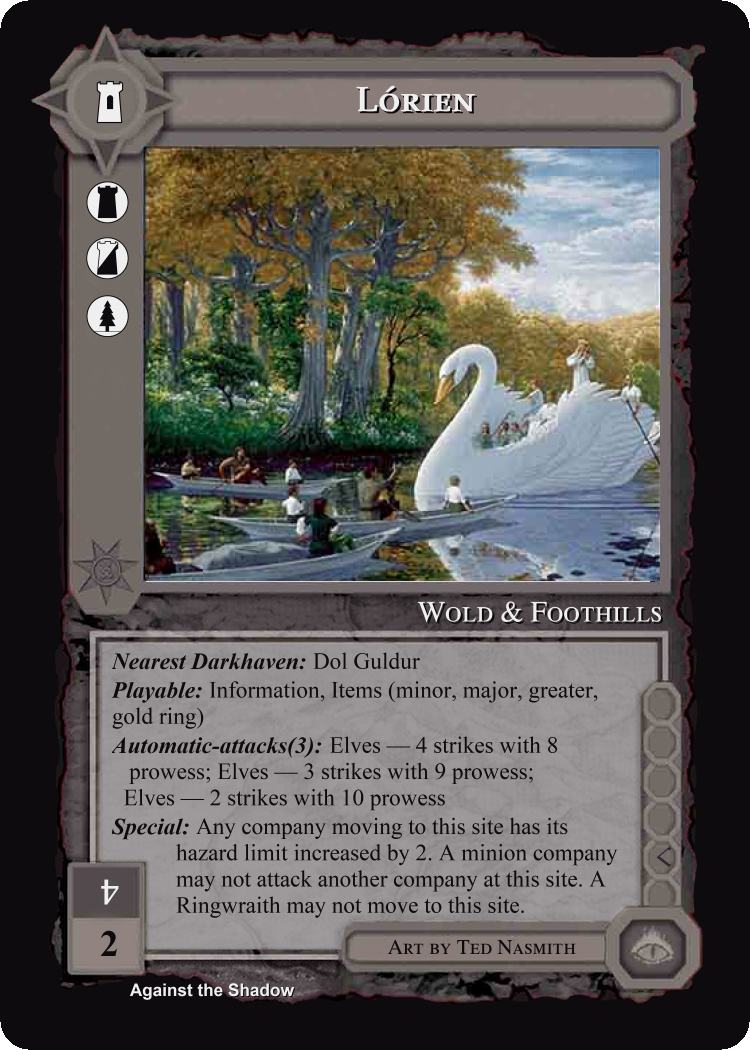 LÓRIEN
WOLD & FOOTHILLS
Nearest Darkhaven: Dol Guldur
Playable: Information, Items (minor, major, greater,
gold ring)
Automatic-attacks(3): Elves — 4 strikes with 8
prowess; Elves — 3 strikes with 9 prowess;
Elves — 2 strikes with 10 prowess
Special: Any company moving to this site has its
hazard limit increased by 2. A minion company
may not attack another company at this site. A
Ringwraith may not move to this site.
4
2
ART BY TED NASMITH
Against the Shadow